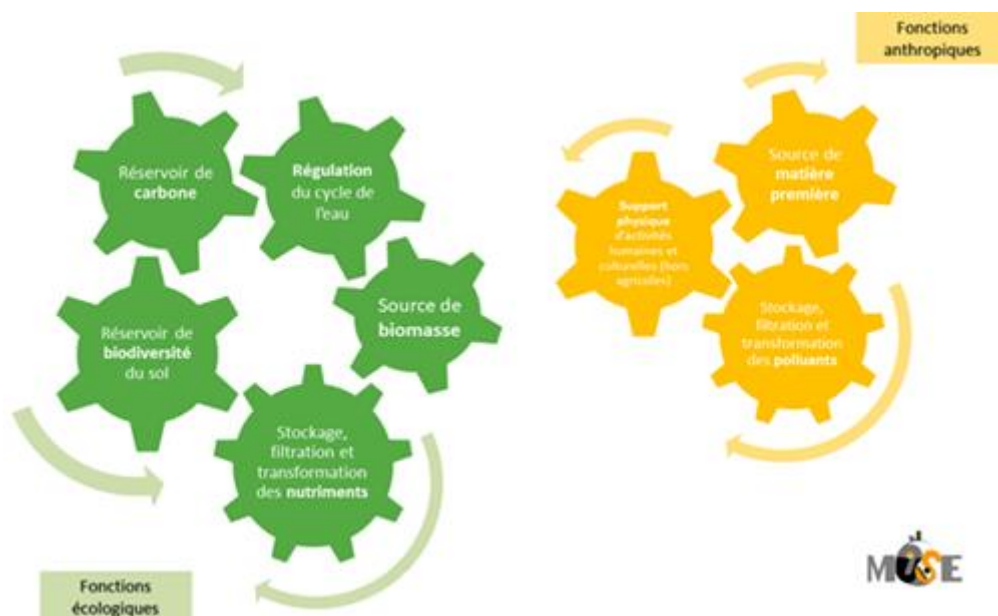 Fonctions
anthropiques
Réservoir de
carbone
Régulation
du cycle de
l'eau
Source de
biomasse
Réservoir de
biodiversité
du sol
Stockage,
filtration et
transformation
des nutriments
Fonctions
écologiques
Source de
matière
première
Support
physique
d'activités
humaines et
culturelles (hors
agricoles)
Stockage,
filtration et
transformation
des polluants
MUSE